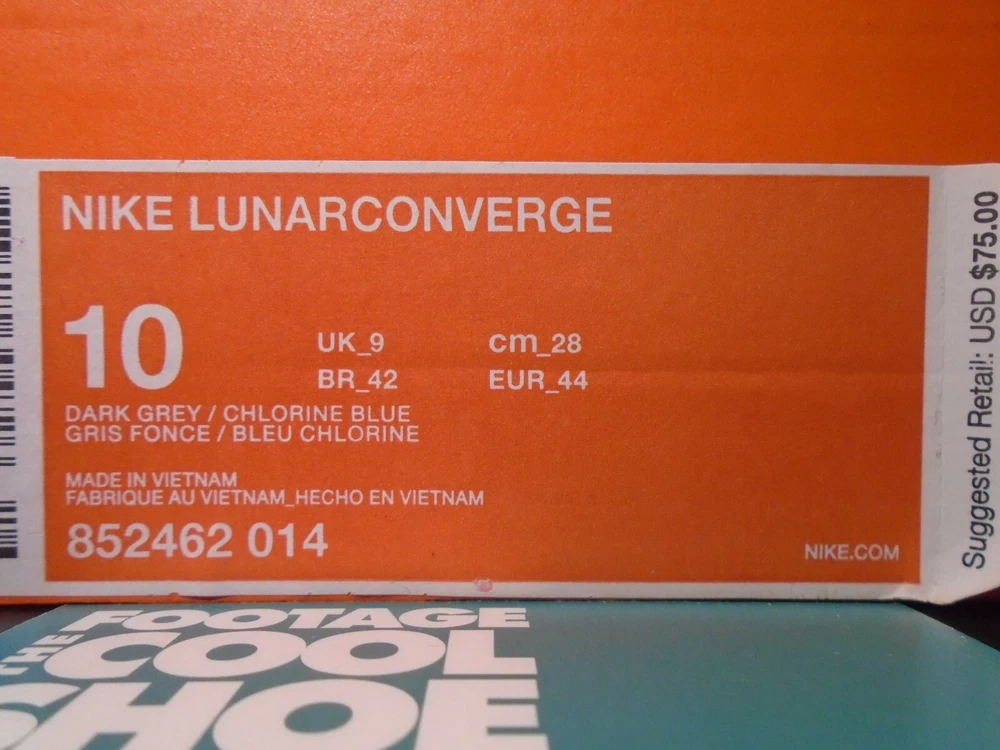 NIKE LUNARCONVERGE
10
UK_9 cm_28
BR_42 EUR_44
DARK GREY / CHLORINE BLUE
GRIS FONCE / BLEU CHLORINE
MADE IN VIETNAM
FABRIQUE AU VIETNAM_HECHO EN VIETNAM
852462 014
NIKE.COM
Suggested Retail: USD $75.00
FOOTAGE
THE COOL
SHOE